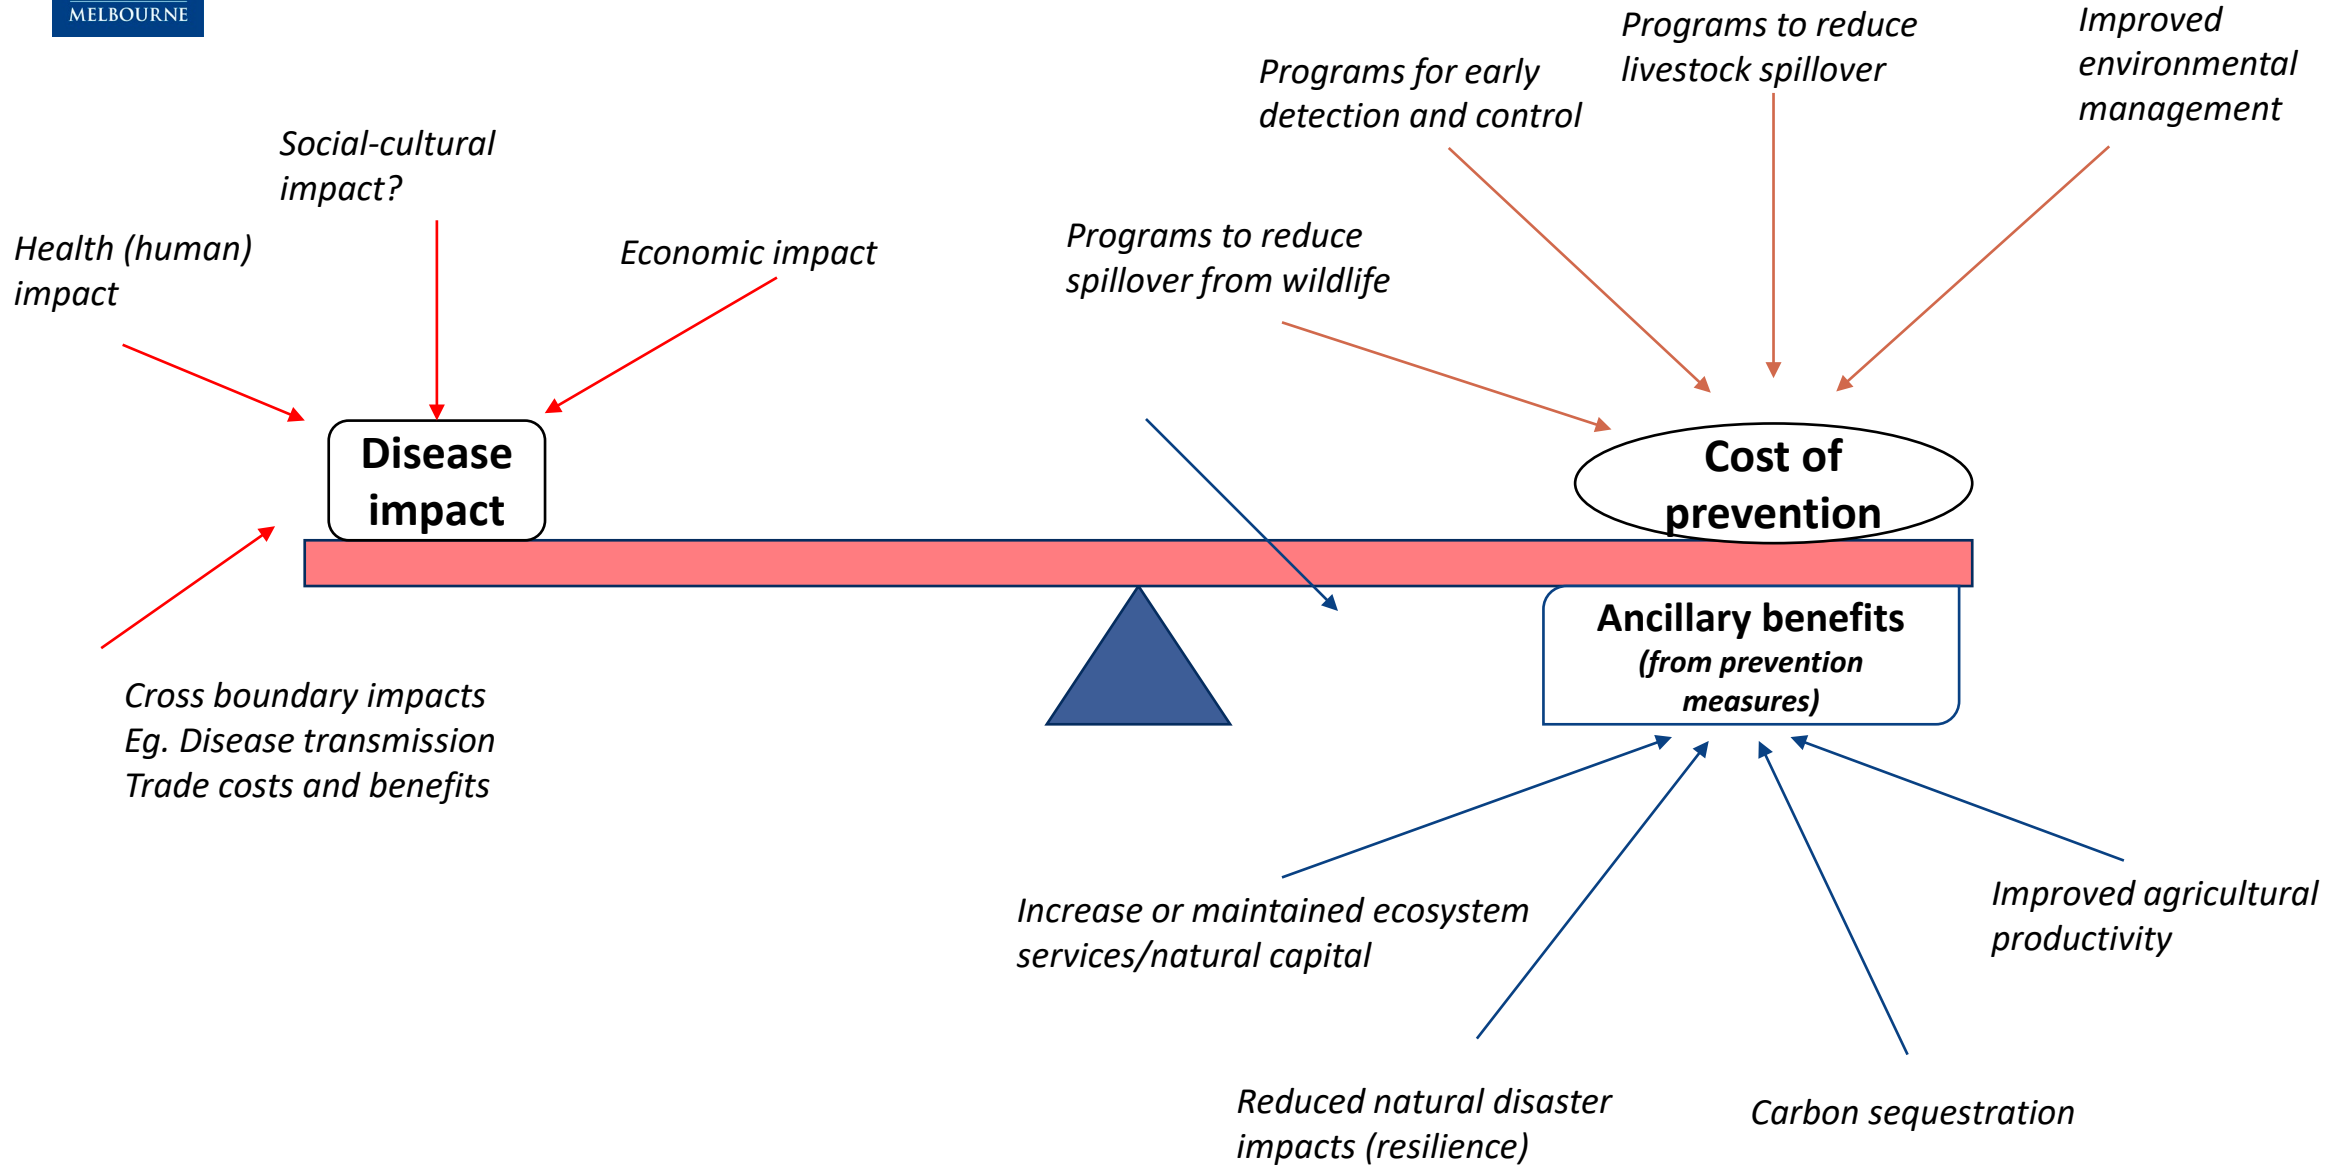 MELBOURNE
Programs to reduce
livestock spillover
Improved
environmental
management
Programs for early
detection and control
Social-cultural
impact?
Health (human)
impact
Economic impact
Programs to reduce
spillover from wildlife
Disease
impact
Cost of
prevention
Ancillary benefits
(from prevention
measures)
Cross boundary impacts
Eg. Disease transmission
Trade costs and benefits
Increase or maintained ecosystem
services/natural capital
Improved agricultural
productivity
Reduced natural disaster
impacts (resilience)
Carbon sequestration